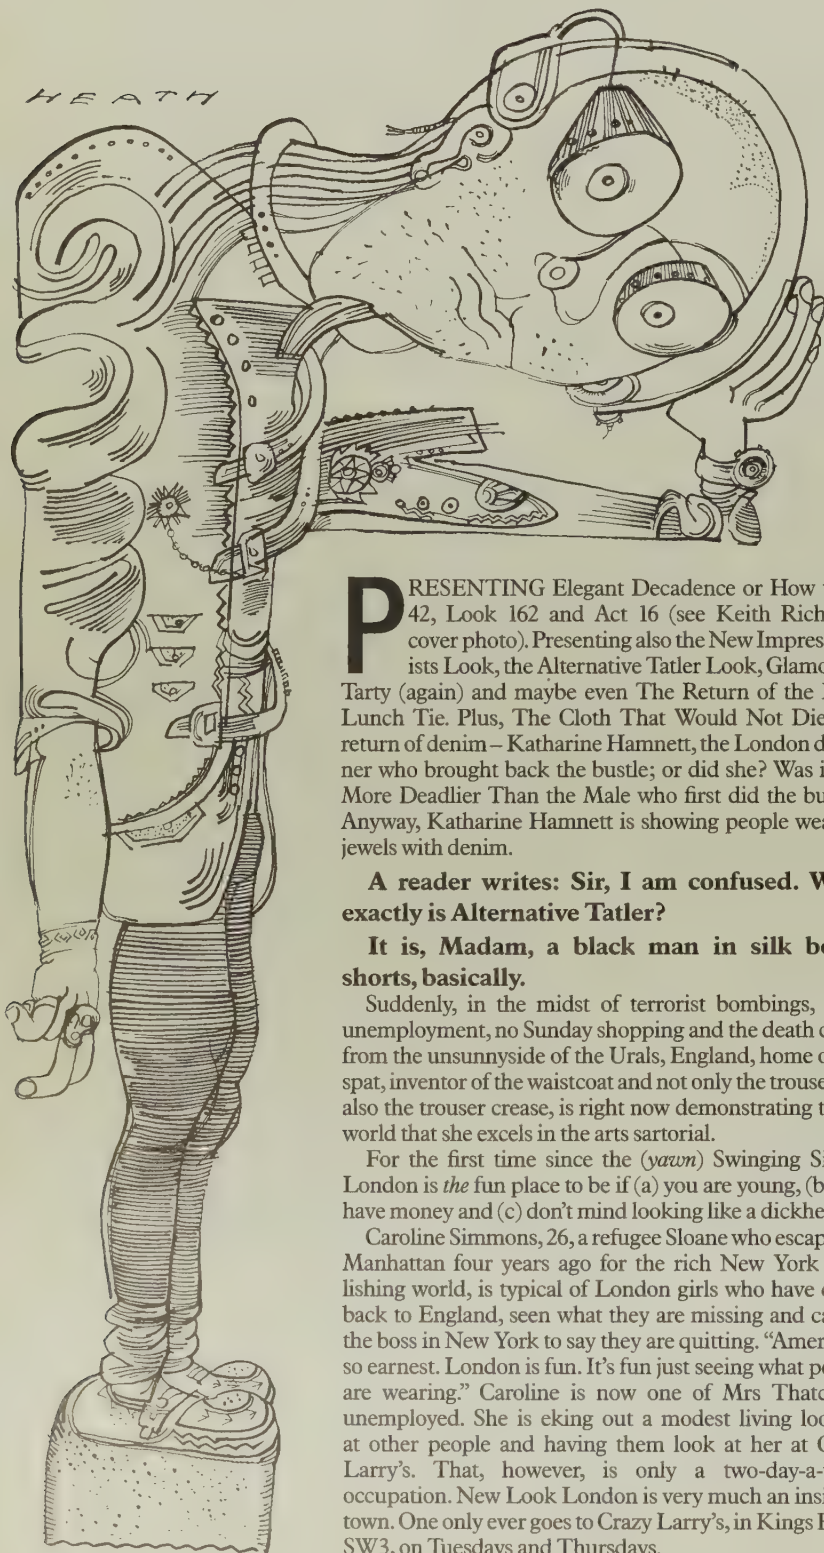 HEATH
PRESENTING Elegant Decadence or How
42, Look 162 and Act 16 (see Keith Rich
cover photo). Presenting also the New Impres
ists Look, the Alternative Tatler Look, Glamo
Tarty (again) and maybe even The Return of the
Lunch Tie. Plus, The Cloth That Would Not Die
return of denim – Katharine Hamnett, the London d
ner who brought back the bustle; or did she? Was i
More Deadlier Than the Male who first did the bu
Anyway, Katharine Hamnett is showing people wea
jewels with denim.
A reader writes: Sir, I am confused. W
exactly is Alternative Tatler?
It is, Madam, a black man in silk bo
shorts, basically.
Suddenly, in the midst of terrorist bombings,
unemployment, no Sunday shopping and the death c
from the unsunnyside of the Urals, England, home o
spat, inventor of the waistcoat and not only the trouse
also the trouser crease, is right now demonstrating t
world that she excels in the arts sartorial.
For the first time since the (yawn) Swinging Si
London is the fun place to be if (a) you are young, (b
have money and (c) don't mind looking like a dickhe
Caroline Simmons, 26, a refugee Sloane who escap
Manhattan four years ago for the rich New York
lishing world, is typical of London girls who have c
back to England, seen what they are missing and ca
the boss in New York to say they are quitting. "Amer
so earnest. London is fun. It's fun just seeing what pe
are wearing." Caroline is now one of Mrs Thatc
unemployed. She is eking out a modest living loo
at other people and having them look at her at C
Larry's. That, however, is only a two-day-a-
occupation. New Look London is very much an insi
town. One only ever goes to Crazy Larry's, in Kings R
SW3, on Tuesdays and Thursdays.